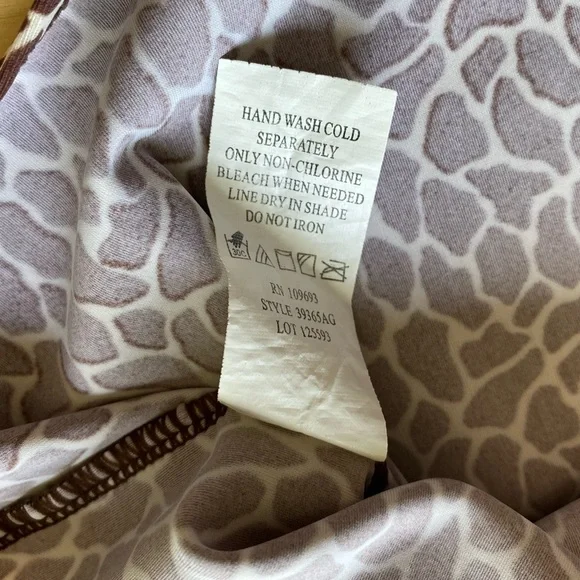 HAND WASH COLD
SEPARATELY
ONLY NON-CHLORINE
BLEACH WHEN NEEDED
LINE DRY IN SHADE
DO NOT IRON
30C
RN 109693
STYLE 39365AG
LOT 125593